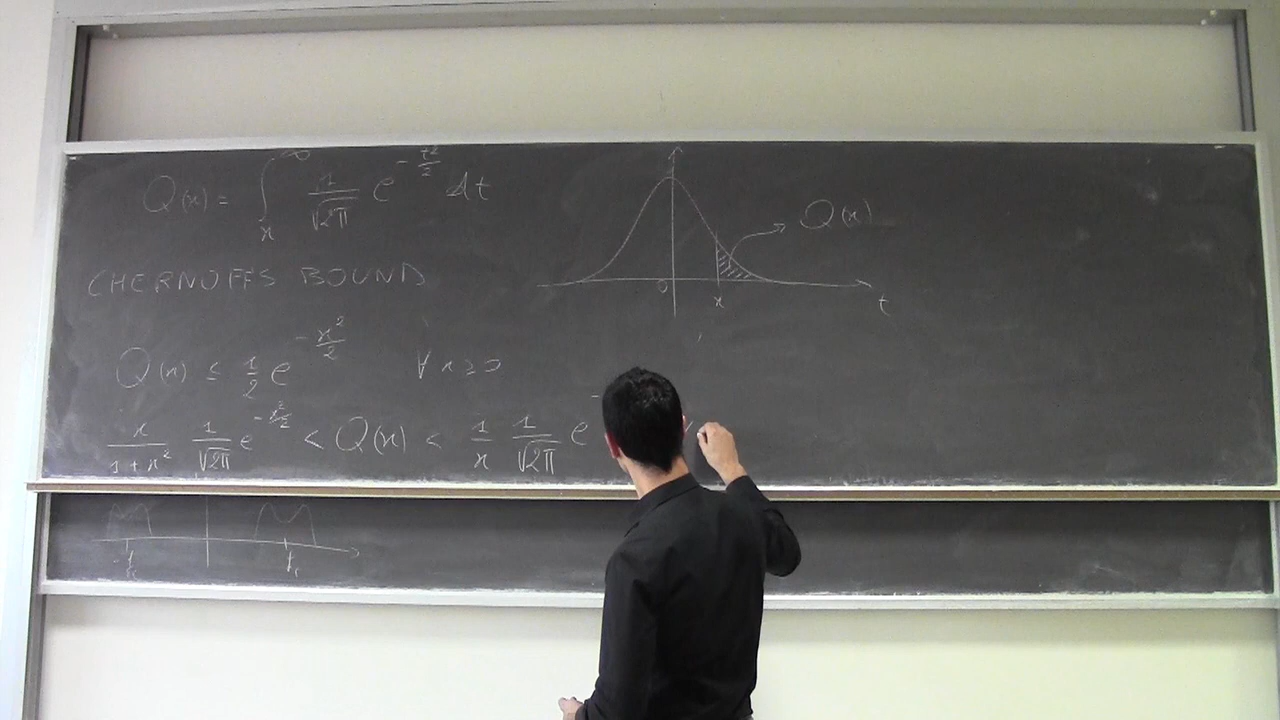 Q(x) = ∫_x^∞ 1/√2π e^{-t²/2} dt
Q(x)
0 x t
CHERNOFFS BOUND
Q(x) ≤ 1/2 e^{-x²/2} ∀ x ≥ 0
x/(1+x²) 1/√2π e^{-x²/2} < Q(x) < 1/x 1/√2π e^-